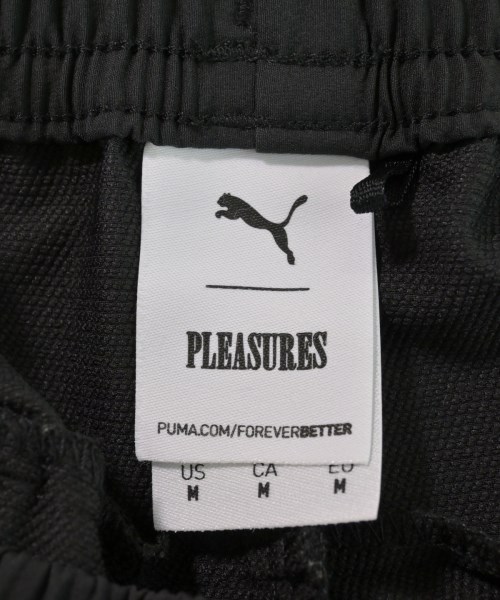 PLEASURES
PUMA.COM/FOREVERBETTER
US CA EU
M M M